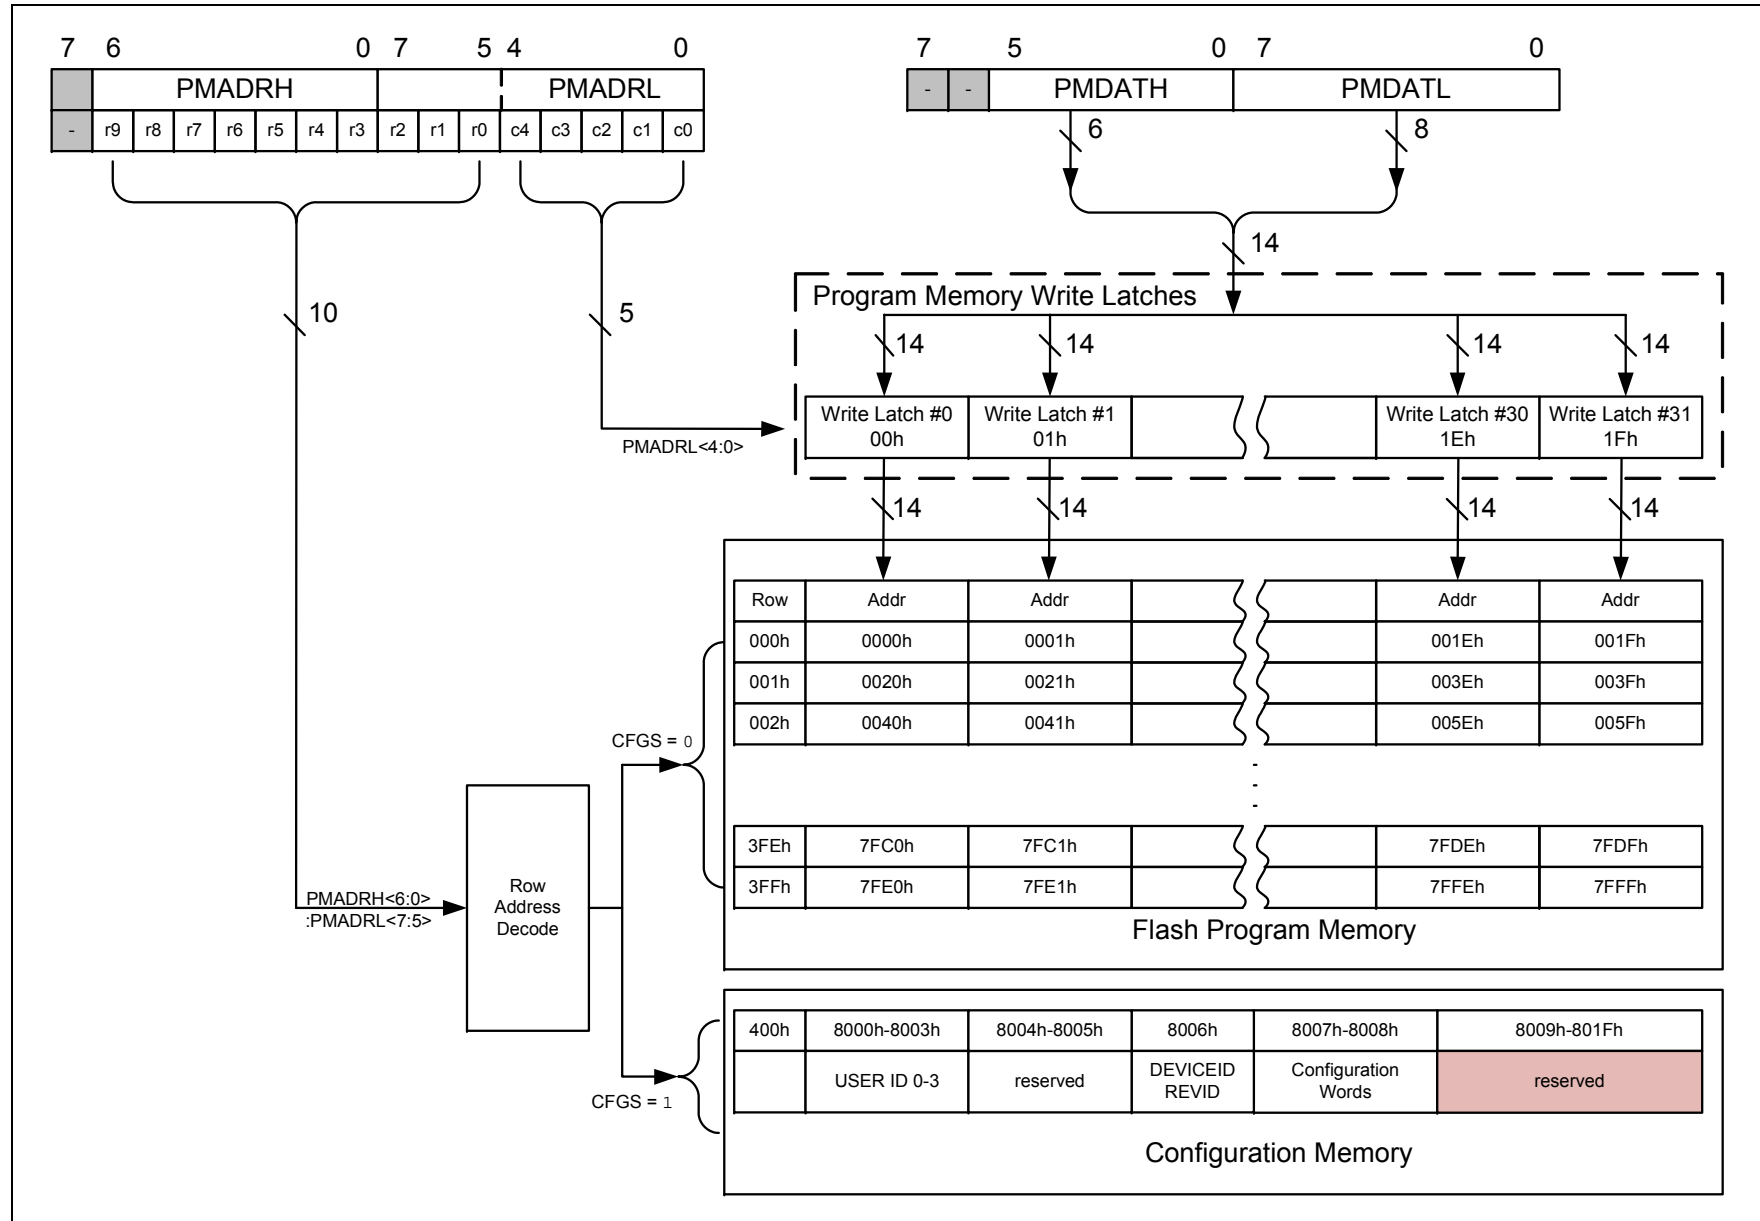 7 6 0 7 5 4 0
PMADRH PMADRL
- r9 r8 r7 r6 r5 r4 r3 r2 r1 r0 c4 c3 c2 c1 c0
7 5 0 7 0
- - PMDATH PMDATL
6 8
14
10
5
PMADRL<4:0>
Program Memory Write Latches
14 14 14 14
Write Latch #0 Write Latch #1 Write Latch #30 Write Latch #31
00h 01h 1Eh 1Fh
14 14 14 14
Row Addr Addr Addr Addr
000h 0000h 0001h 001Eh 001Fh
001h 0020h 0021h 003Eh 003Fh
002h 0040h 0041h 005Eh 005Fh
CFGS = 0
3FEh 7FC0h 7FC1h 7FDEh 7FDFh
3FFh 7FE0h 7FE1h 7FFEh 7FFFh
Flash Program Memory
PMADRH<6:0>
:PMADRL<7:5>
Row
Address
Decode
400h 8000h-8003h 8004h-8005h 8006h 8007h-8008h 8009h-801Fh
USER ID 0-3 reserved DEVICEID Configuration reserved
REVID Words
CFGS = 1
Configuration Memory